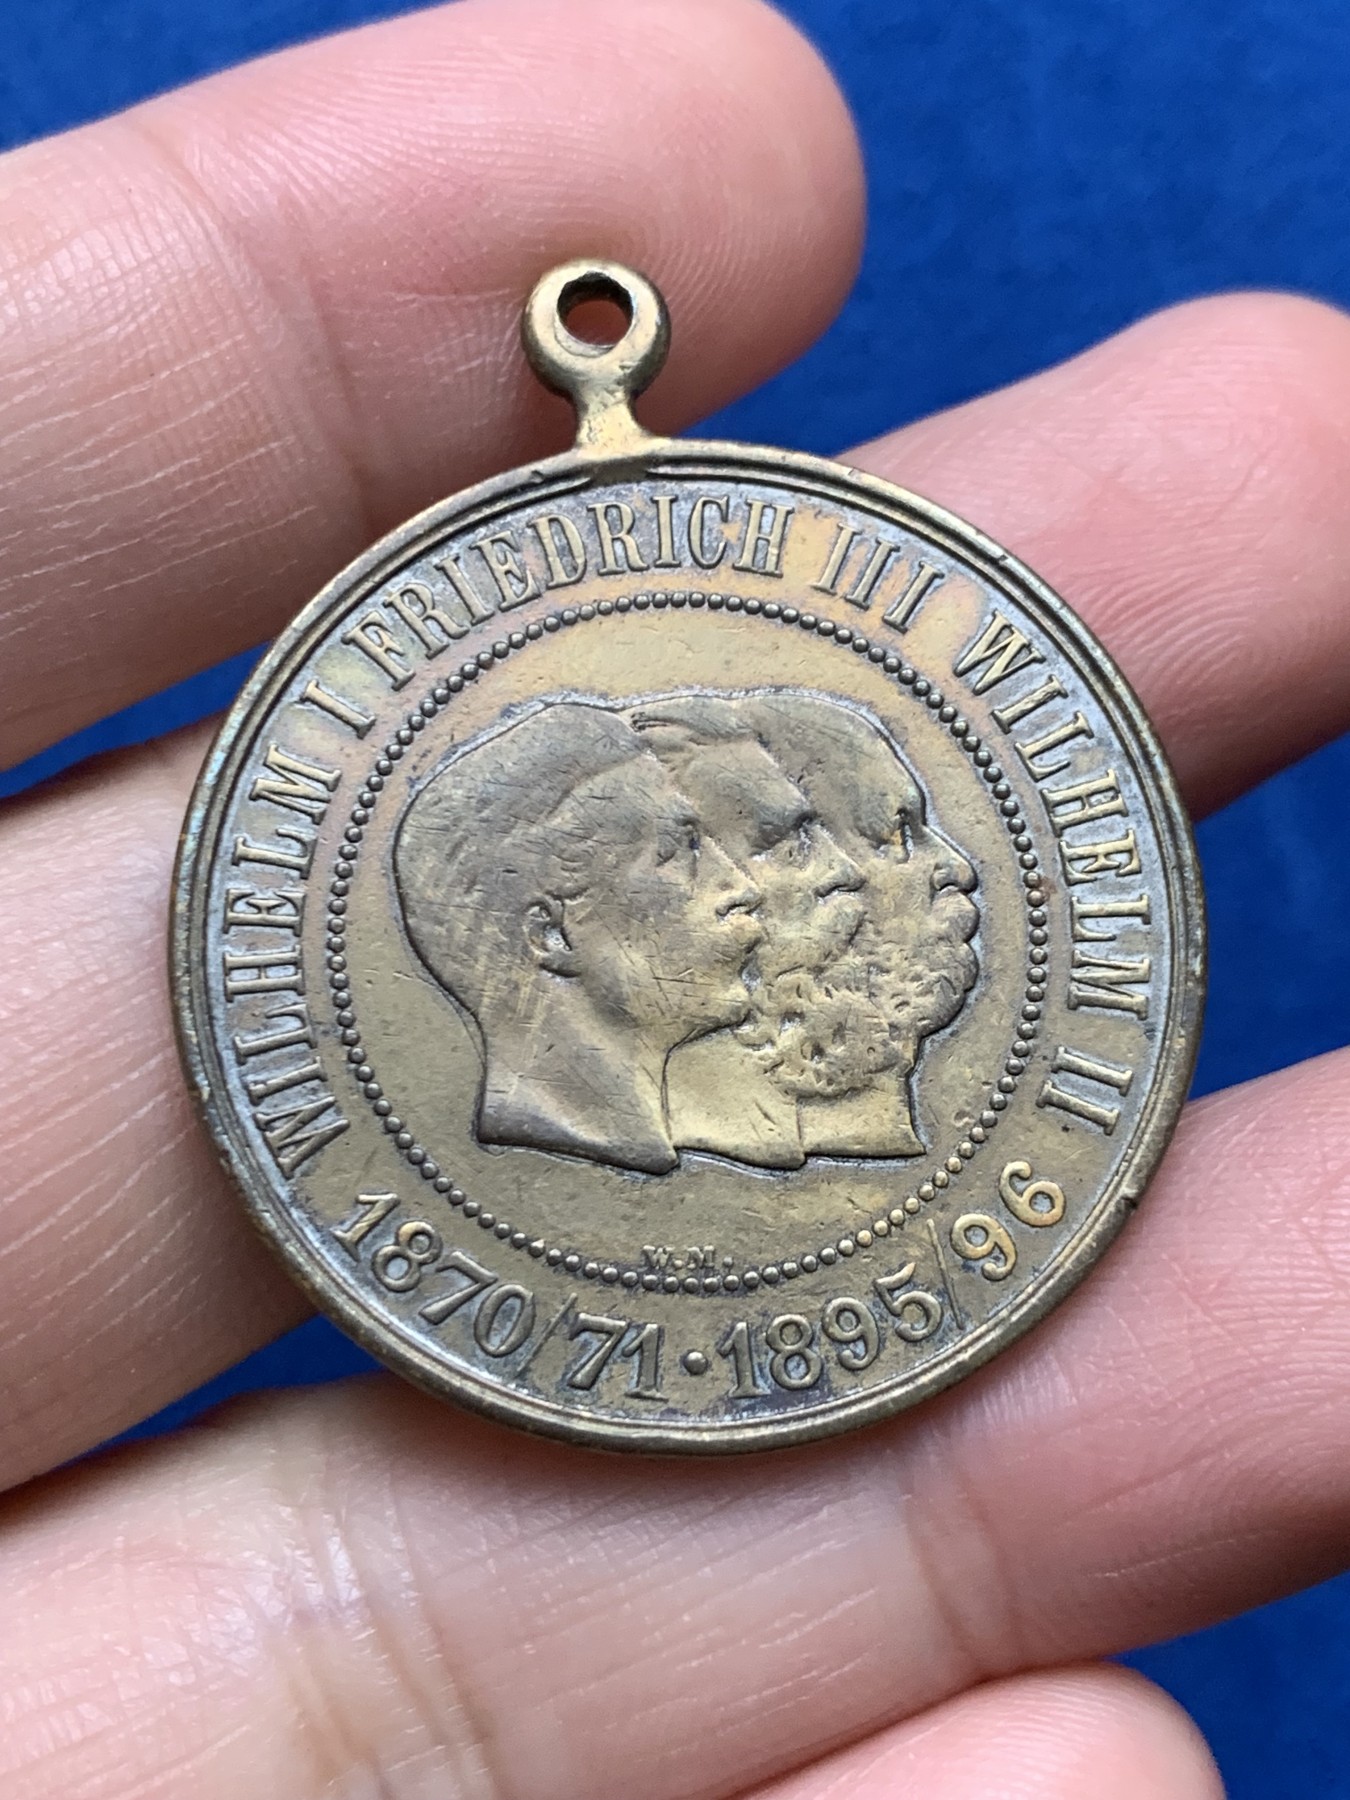 WILHELM I FRIEDRICH III WILHELM II
1870/71 · 1895/96
W.M.